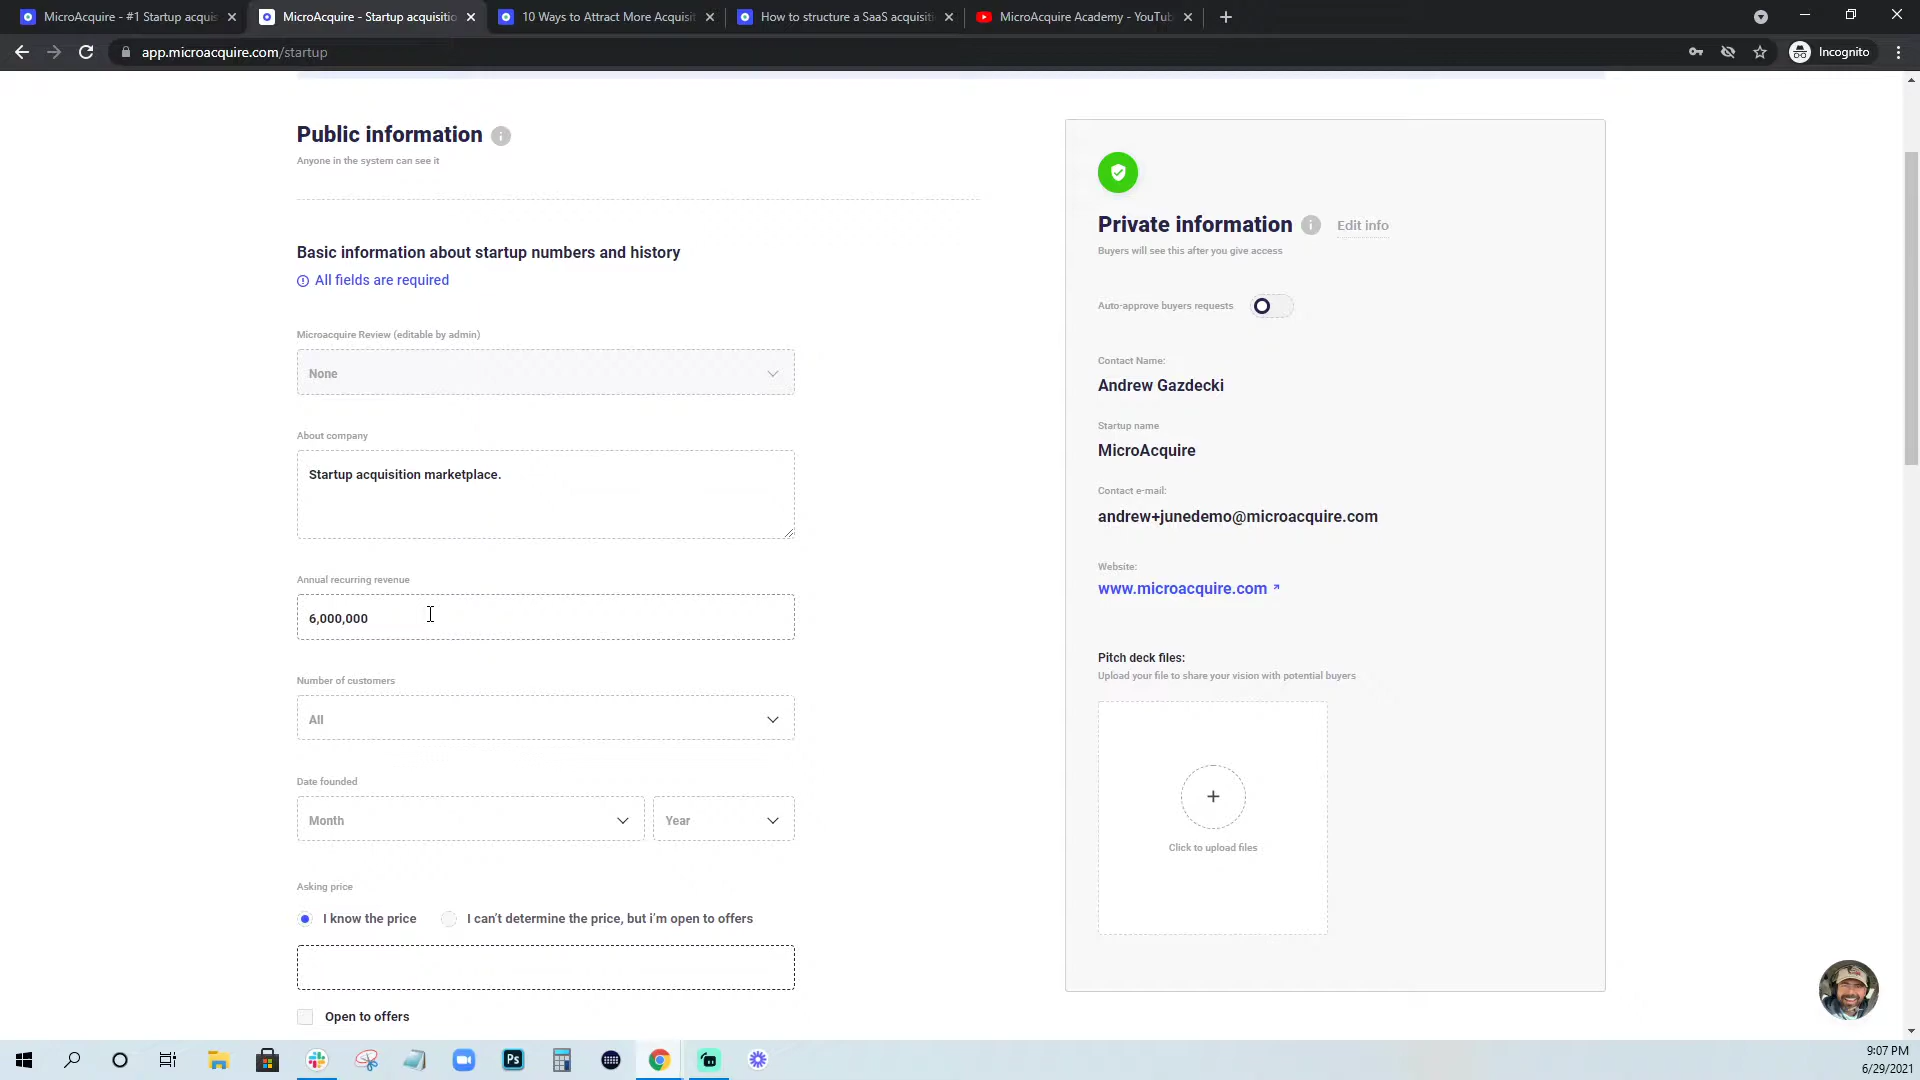 MicroAcquire - #1 Startup acquis
MicroAcquire - Startup acquisitio
10 Ways to Attract More Acquisit
How to structure a SaaS acquisiti
MicroAcquire Academy - YouTub
app.microacquire.com/startup
Incognito
Public information
Anyone in the system can see it
Basic information about startup numbers and history
All fields are required
Microacquire Review (editable by admin)
None
About company
Startup acquisition marketplace.
Annual recurring revenue
6,000,000
Number of customers
All
Date founded
Month
Year
Asking price
I know the price
I can't determine the price, but i'm open to offers
Open to offers
Private information
Edit info
Buyers will see this after you give access
Auto-approve buyers requests
Contact Name:
Andrew Gazdecki
Startup name
MicroAcquire
Contact e-mail:
andrew+junedemo@microacquire.com
Website:
www.microacquire.com
Pitch deck files:
Upload your file to share your vision with potential buyers
Click to upload files
Ps
9:07 PM
6/29/2021